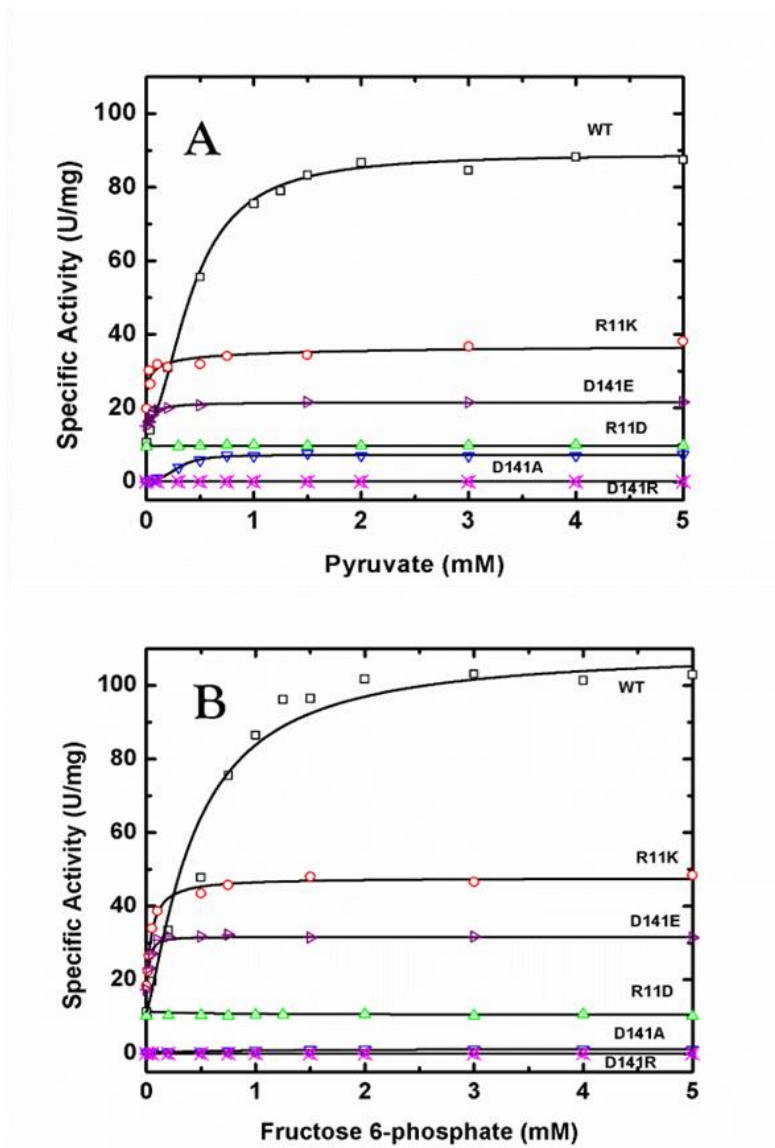 A
Specific Activity (U/mg)
100
80
60
40
20
0
WT
R11K
D141E
R11D
D141A
D141R
0 1 2 3 4 5
Pyruvate (mM)
B
Specific Activity (U/mg)
100
80
60
40
20
0
WT
R11K
D141E
R11D
D141A
D141R
0 1 2 3 4 5
Fructose 6-phosphate (mM)